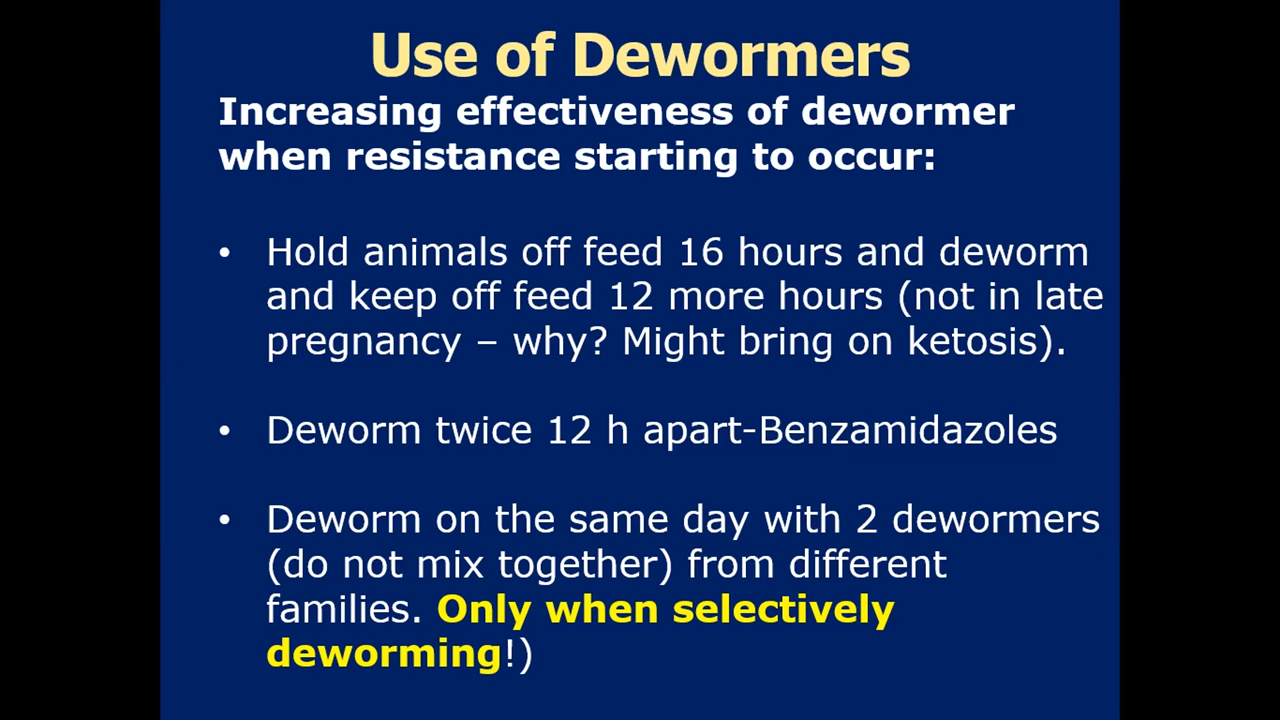 Use of Dewormers
Increasing effectiveness of dewormer
when resistance starting to occur:
• Hold animals off feed 16 hours and deworm
and keep off feed 12 more hours (not in late
pregnancy – why? Might bring on ketosis).
• Deworm twice 12 h apart-Benzamidazoles
• Deworm on the same day with 2 dewormers
(do not mix together) from different
families. Only when selectively
deworming!)